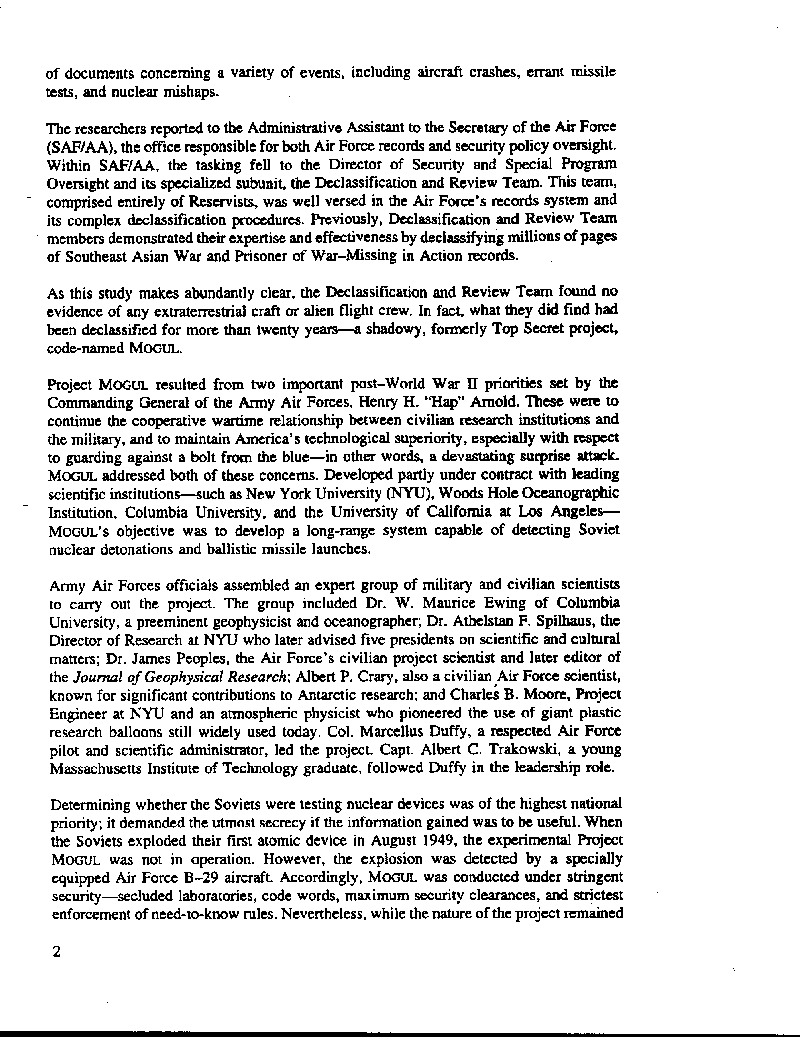 of documents concerning a variety of events, including aircraft crashes, errant missile
tests, and nuclear mishaps.
The researchers reported to the Administrative Assistant to the Secretary of the Air Force
(SAF/AA), the office responsible for both Air Force records and security policy oversight.
Within SAF/AA, the tasking fell to the Director of Security and Special Program
Oversight and its specialized subunit, the Declassification and Review Team. This team,
comprised entirely of Reservists, was well versed in the Air Force's records system and
its complex declassification procedures. Previously, Declassification and Review Team
members demonstrated their expertise and effectiveness by declassifying millions of pages
of Southeast Asian War and Prisoner of War–Missing in Action records.
As this study makes abundantly clear, the Declassification and Review Team found no
evidence of any extraterrestrial craft or alien flight crew. In fact, what they did find had
been declassified for more than twenty years—a shadowy, formerly Top Secret project,
code-named MOGUL.
Project MOGUL resulted from two important post–World War II priorities set by the
Commanding General of the Army Air Forces, Henry H. "Hap" Arnold. These were to
continue the cooperative wartime relationship between civilian research institutions and
the military, and to maintain America's technological superiority, especially with respect
to guarding against a bolt from the blue—in other words, a devastating surprise attack.
MOGUL addressed both of these concerns. Developed partly under contract with leading
scientific institutions—such as New York University (NYU), Woods Hole Oceanographic
Institution, Columbia University, and the University of California at Los Angeles—
MOGUL's objective was to develop a long-range system capable of detecting Soviet
nuclear detonations and ballistic missile launches.
Army Air Forces officials assembled an expert group of military and civilian scientists
to carry out the project. The group included Dr. W. Maurice Ewing of Columbia
University, a preeminent geophysicist and oceanographer; Dr. Athelstan F. Spilhaus, the
Director of Research at NYU who later advised five presidents on scientific and cultural
matters; Dr. James Peoples, the Air Force's civilian project scientist and later editor of
the Journal of Geophysical Research; Albert P. Crary, also a civilian Air Force scientist,
known for significant contributions to Antarctic research; and Charles B. Moore, Project
Engineer at NYU and an atmospheric physicist who pioneered the use of giant plastic
research balloons still widely used today. Col. Marcellus Duffy, a respected Air Force
pilot and scientific administrator, led the project. Capt. Albert C. Trakowski, a young
Massachusetts Institute of Technology graduate, followed Duffy in the leadership role.
Determining whether the Soviets were testing nuclear devices was of the highest national
priority; it demanded the utmost secrecy if the information gained was to be useful. When
the Soviets exploded their first atomic device in August 1949, the experimental Project
MOGUL was not in operation. However, the explosion was detected by a specially
equipped Air Force B–29 aircraft. Accordingly, MOGUL was conducted under stringent
security—secluded laboratories, code words, maximum security clearances, and strictest
enforcement of need-to-know rules. Nevertheless, while the nature of the project remained
2